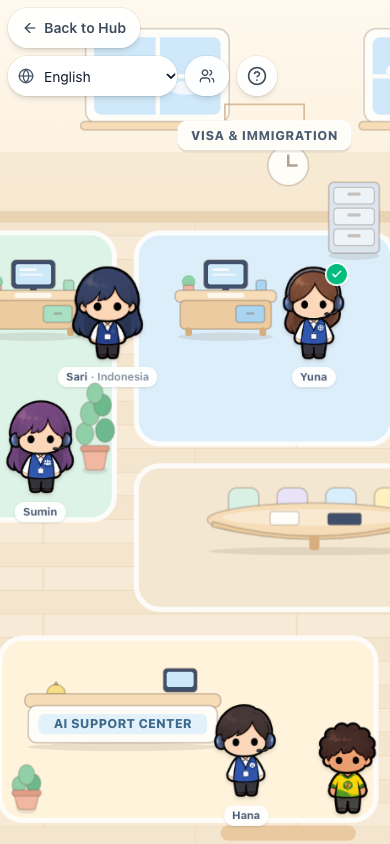 Back to Hub
English
VISA & IMMIGRATION
Sari · Indonesia
Yuna
Sumin
AI SUPPORT CENTER
Hana